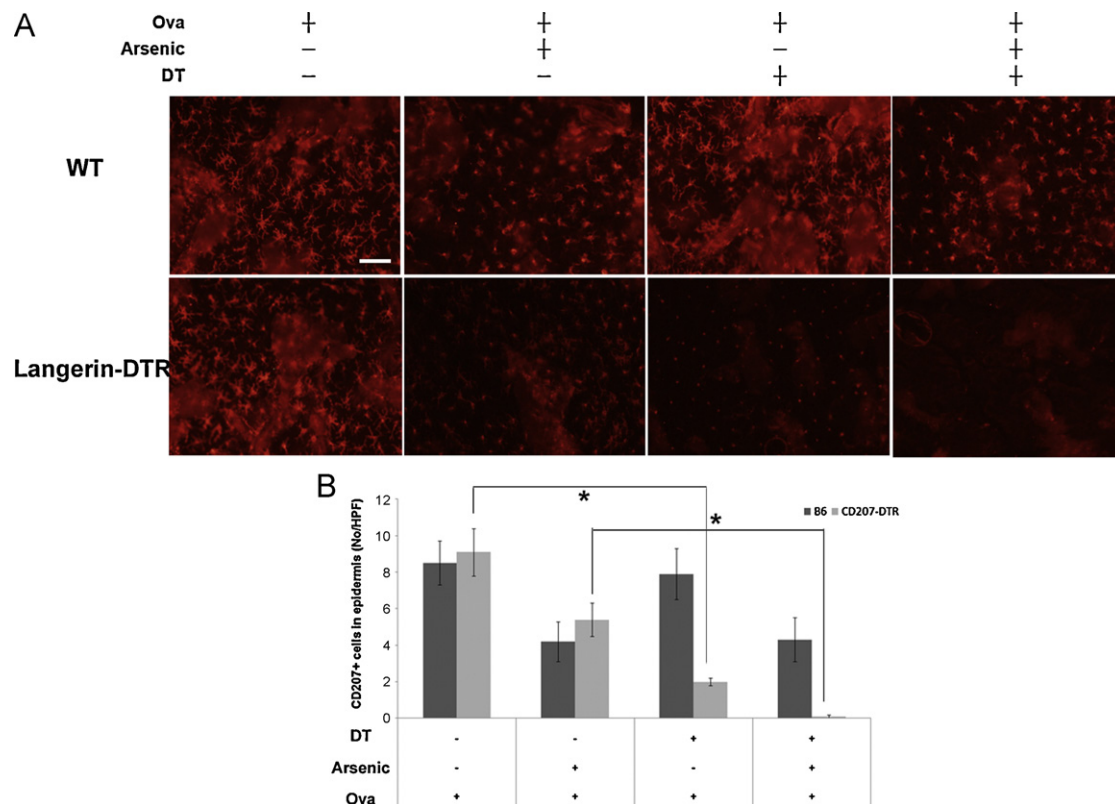 A
Ova + + + +
Arsenic − + − +
DT − − + +
WT
Langerin-DTR
B
CD207+ cells in epidermis (No/HPF)
12
10
8
6
4
2
0
*
*
B6 CD207-DTR
DT - - + +
Arsenic - + - +
Ova + + + +